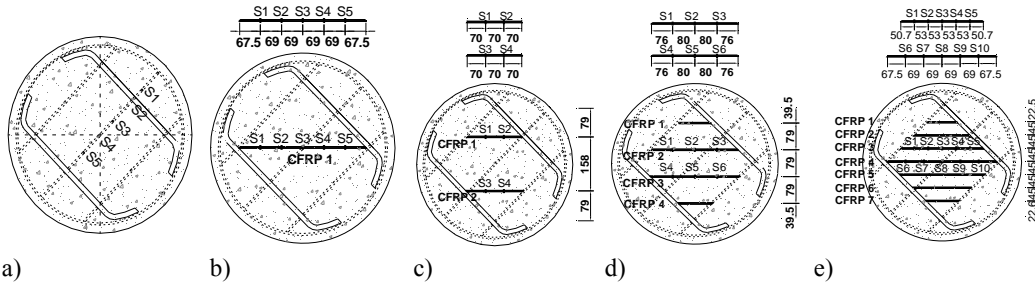 S1
S2
S3
S4
S5
a)
S1 S2 S3 S4 S5
67.5 69 69 69 69 67.5
S1 S2 S3 S4 S5
CFRP 1
b)
S1 S2
70 70 70
S3 S4
70 70 70
S1 S2
CFRP 1
S3 S4
CFRP 2
79
158
79
c)
S1 S2 S3
76 80 80 76
S4 S5 S6
76 80 80 76
CFRP 1
S1 S2 S3
CFRP 2
S4 S5 S6
CFRP 3
CFRP 4
39.5
79
79
79
39.5
d)
S1 S2 S3 S4 S5
50.7 53 53 53 53 50.7
S6 S7 S8 S9 S10
67.5 69 69 69 69 67.5
CFRP 1
CFRP 2
S1 S2 S3 S4 S5
CFRP 3
CFRP 4
S6 S7 S8 S9 S10
CFRP 5
CFRP 6
CFRP 7
e)